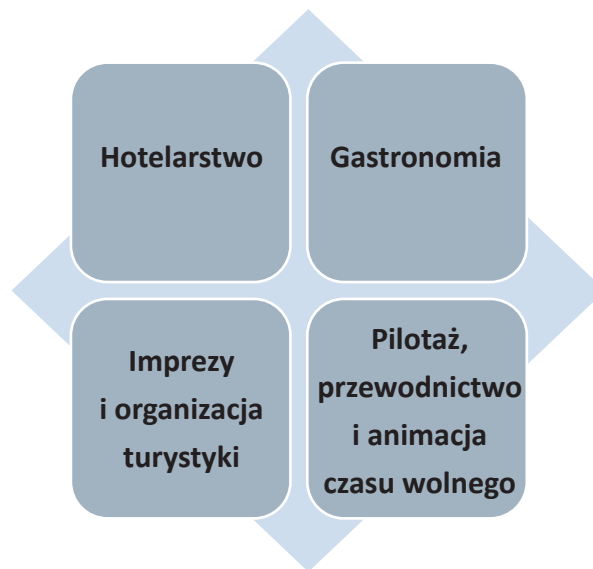 Hotelarstwo
Gastronomia
Imprezy
i organizacja
turystyki
Pilotaż,
przewodnictwo
i animacja
czasu wolnego